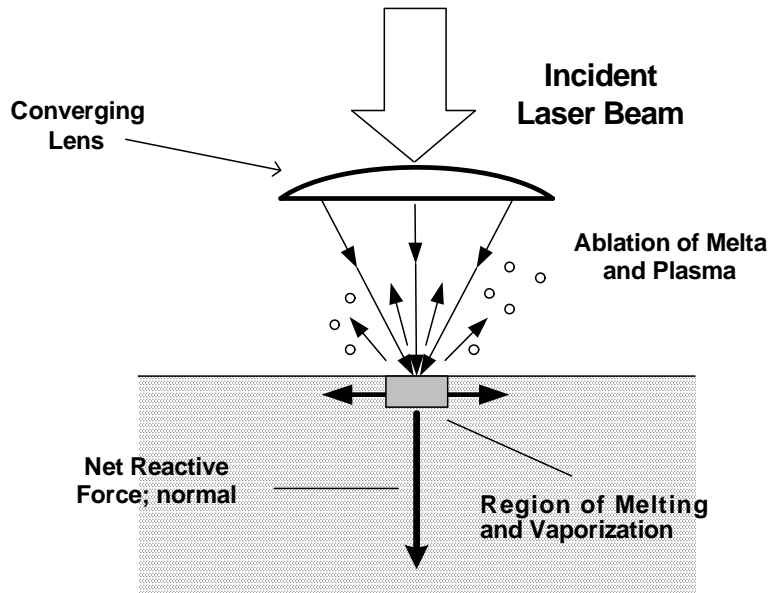 Incident
Laser Beam
Converging
Lens
Ablation of Melta
and Plasma
Net Reactive
Force; normal
Region of Melting
and Vaporization